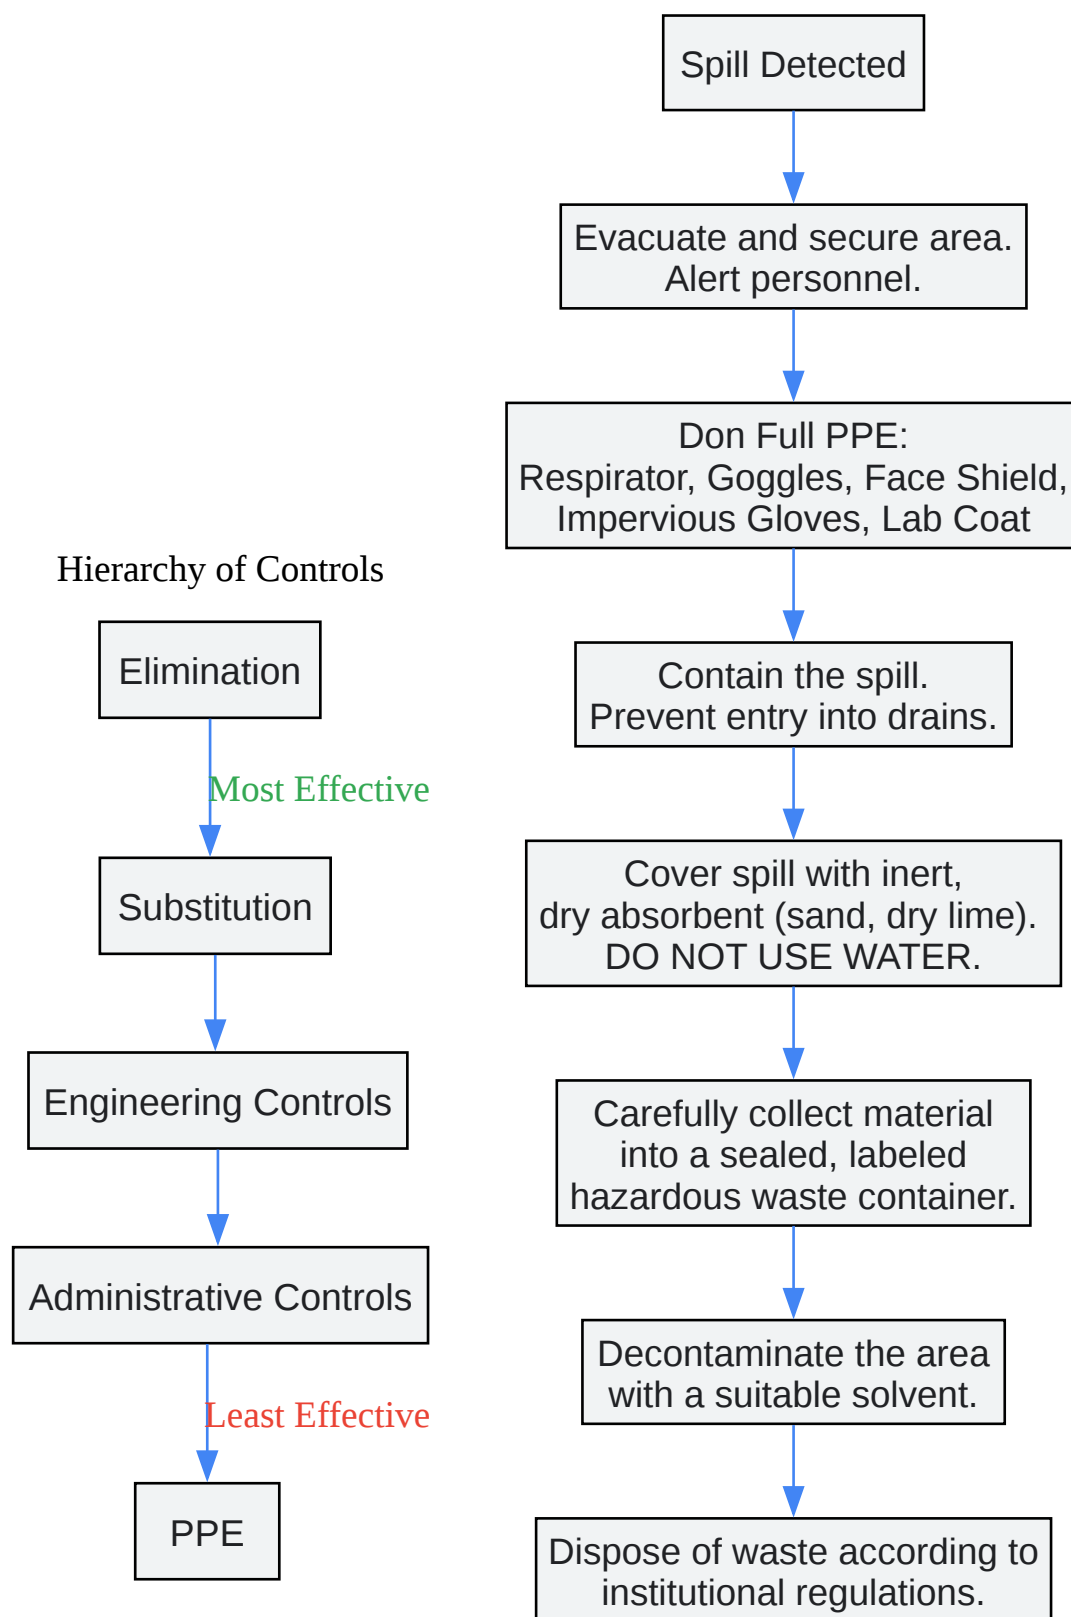 Hierarchy of Controls
Elimination
Most Effective
Substitution
Engineering Controls
Administrative Controls
Least Effective
PPE
Spill Detected
Evacuate and secure area.
Alert personnel.
Don Full PPE:
Respirator, Goggles, Face Shield,
Impervious Gloves, Lab Coat
Contain the spill.
Prevent entry into drains.
Cover spill with inert,
dry absorbent (sand, dry lime).
DO NOT USE WATER.
Carefully collect material
into a sealed, labeled
hazardous waste container.
Decontaminate the area
with a suitable solvent.
Dispose of waste according to
institutional regulations.